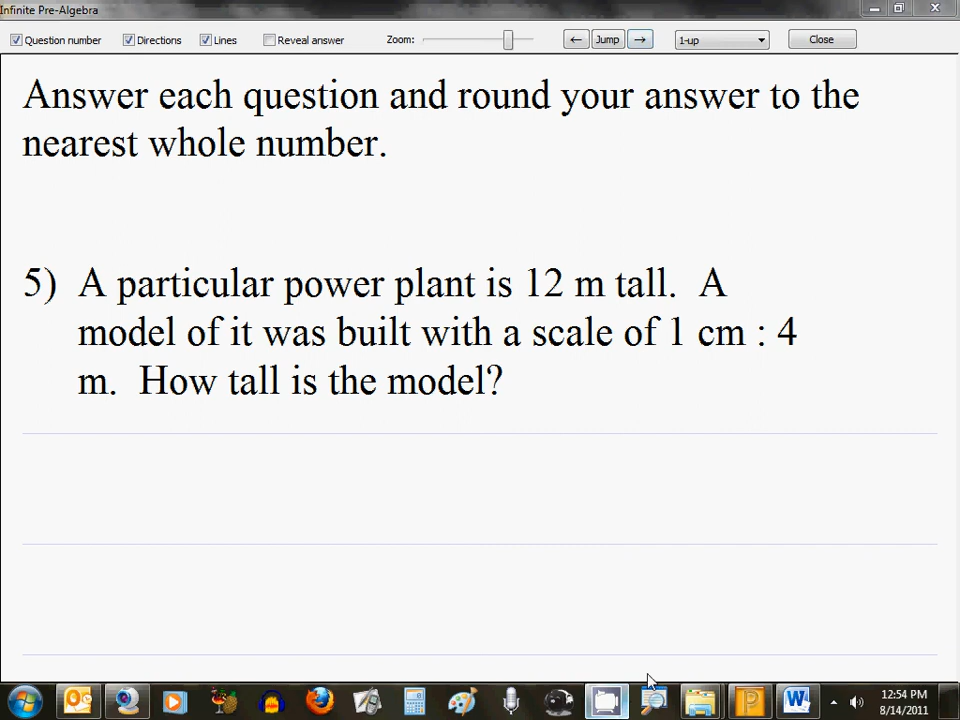 Infinite Pre-Algebra
Question number Directions Lines Reveal answer Zoom: ← Jump → 1-up Close
Answer each question and round your answer to the
nearest whole number.
5) A particular power plant is 12 m tall. A
model of it was built with a scale of 1 cm : 4
m. How tall is the model?
12:54 PM
8/14/2011